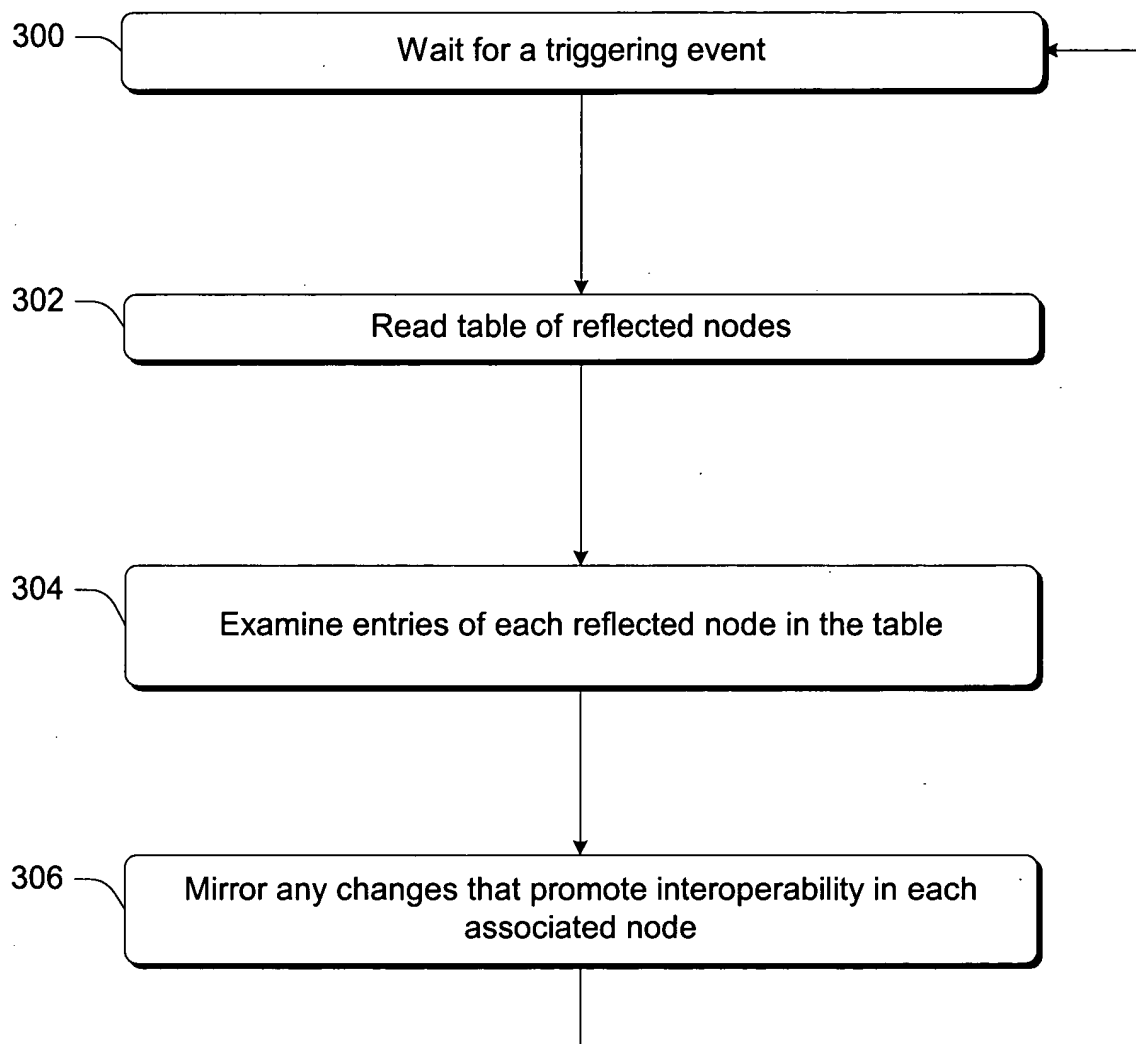 300
Wait for a triggering event
302
Read table of reflected nodes
304
Examine entries of each reflected node in the table
306
Mirror any changes that promote interoperability in each
associated node